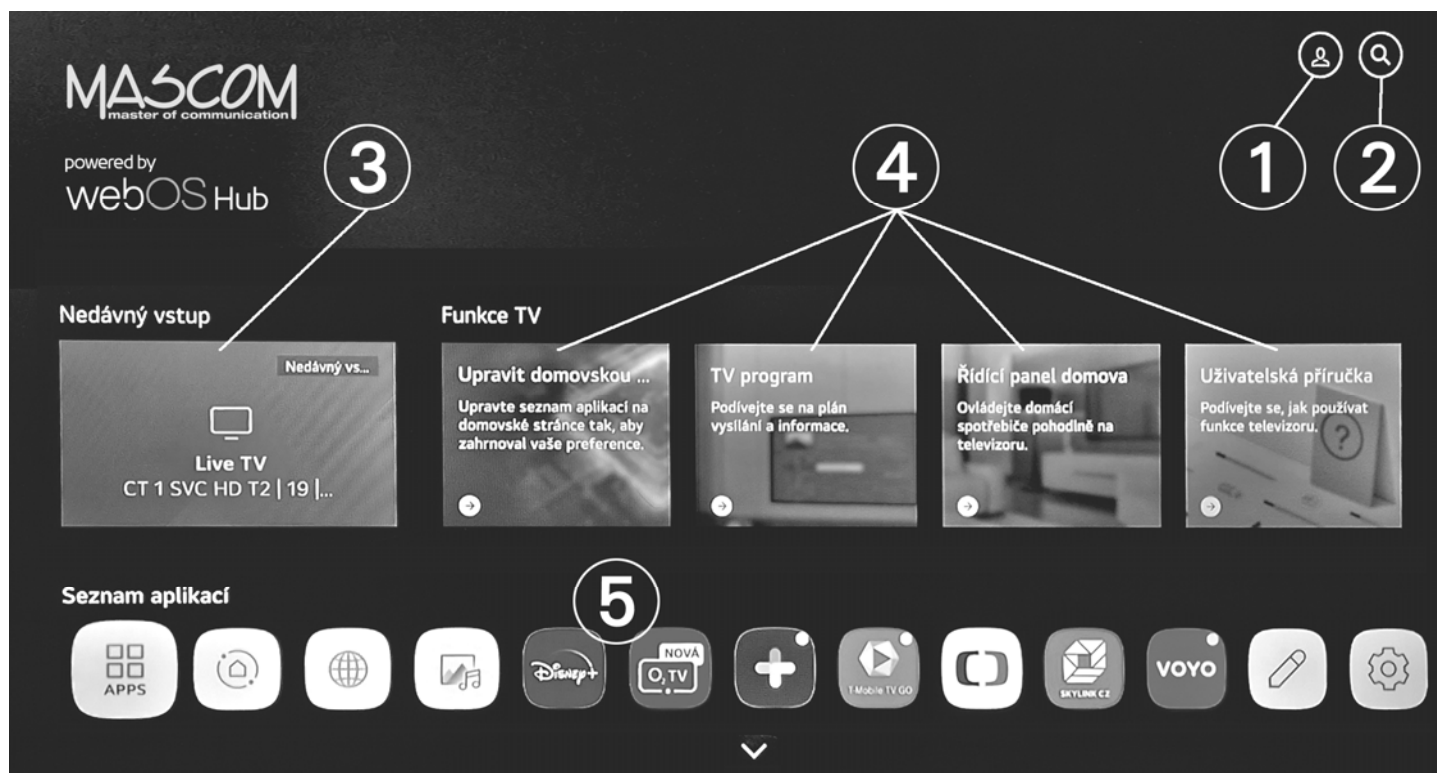 MASCOM
master of communication
powered by
webOS Hub
1
2
3
4
Nedávný vstup
Funkce TV
Nedávný vs...
Live TV
CT 1 SVC HD T2 | 19 |...
Upravit domovskou ...
Upravte seznam aplikací na
domovské stránce tak, aby
zahrnoval vaše preference.
TV program
Podívejte se na plán
vysílání a informace.
Řídící panel domova
Ovládejte domácí
spotřebiče pohodlně na
televizoru.
Uživatelská příručka
Podívejte se, jak používat
funkce televizoru.
?
5
Seznam aplikací
APPS
Disney+
NOVÁ
O2 TV
T-Mobile TV GO
SKYLINK CZ
VOYO